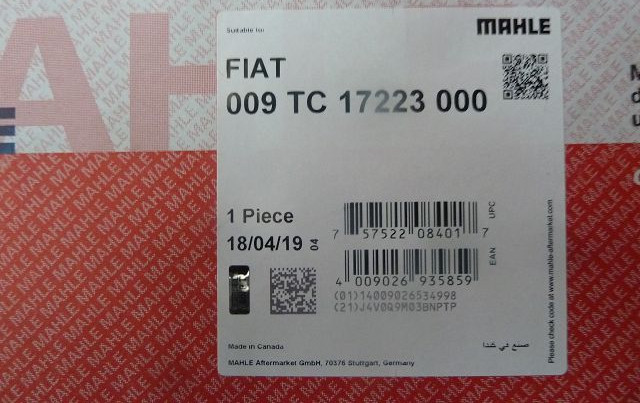 Suitable for
MAHLE
FIAT
009 TC 17223 000
1 Piece
18/04/19 04
7 57522 08401 7
UPC
4 009026 935859
EAN
(01)14009026534998
(21)J4V0Q9M03BNPTP
Made in Canada
صنع في كندا
MAHLE Aftermarket GmbH, 70376 Stuttgart, Germany
Please check code at www.mahle-aftermarket.com